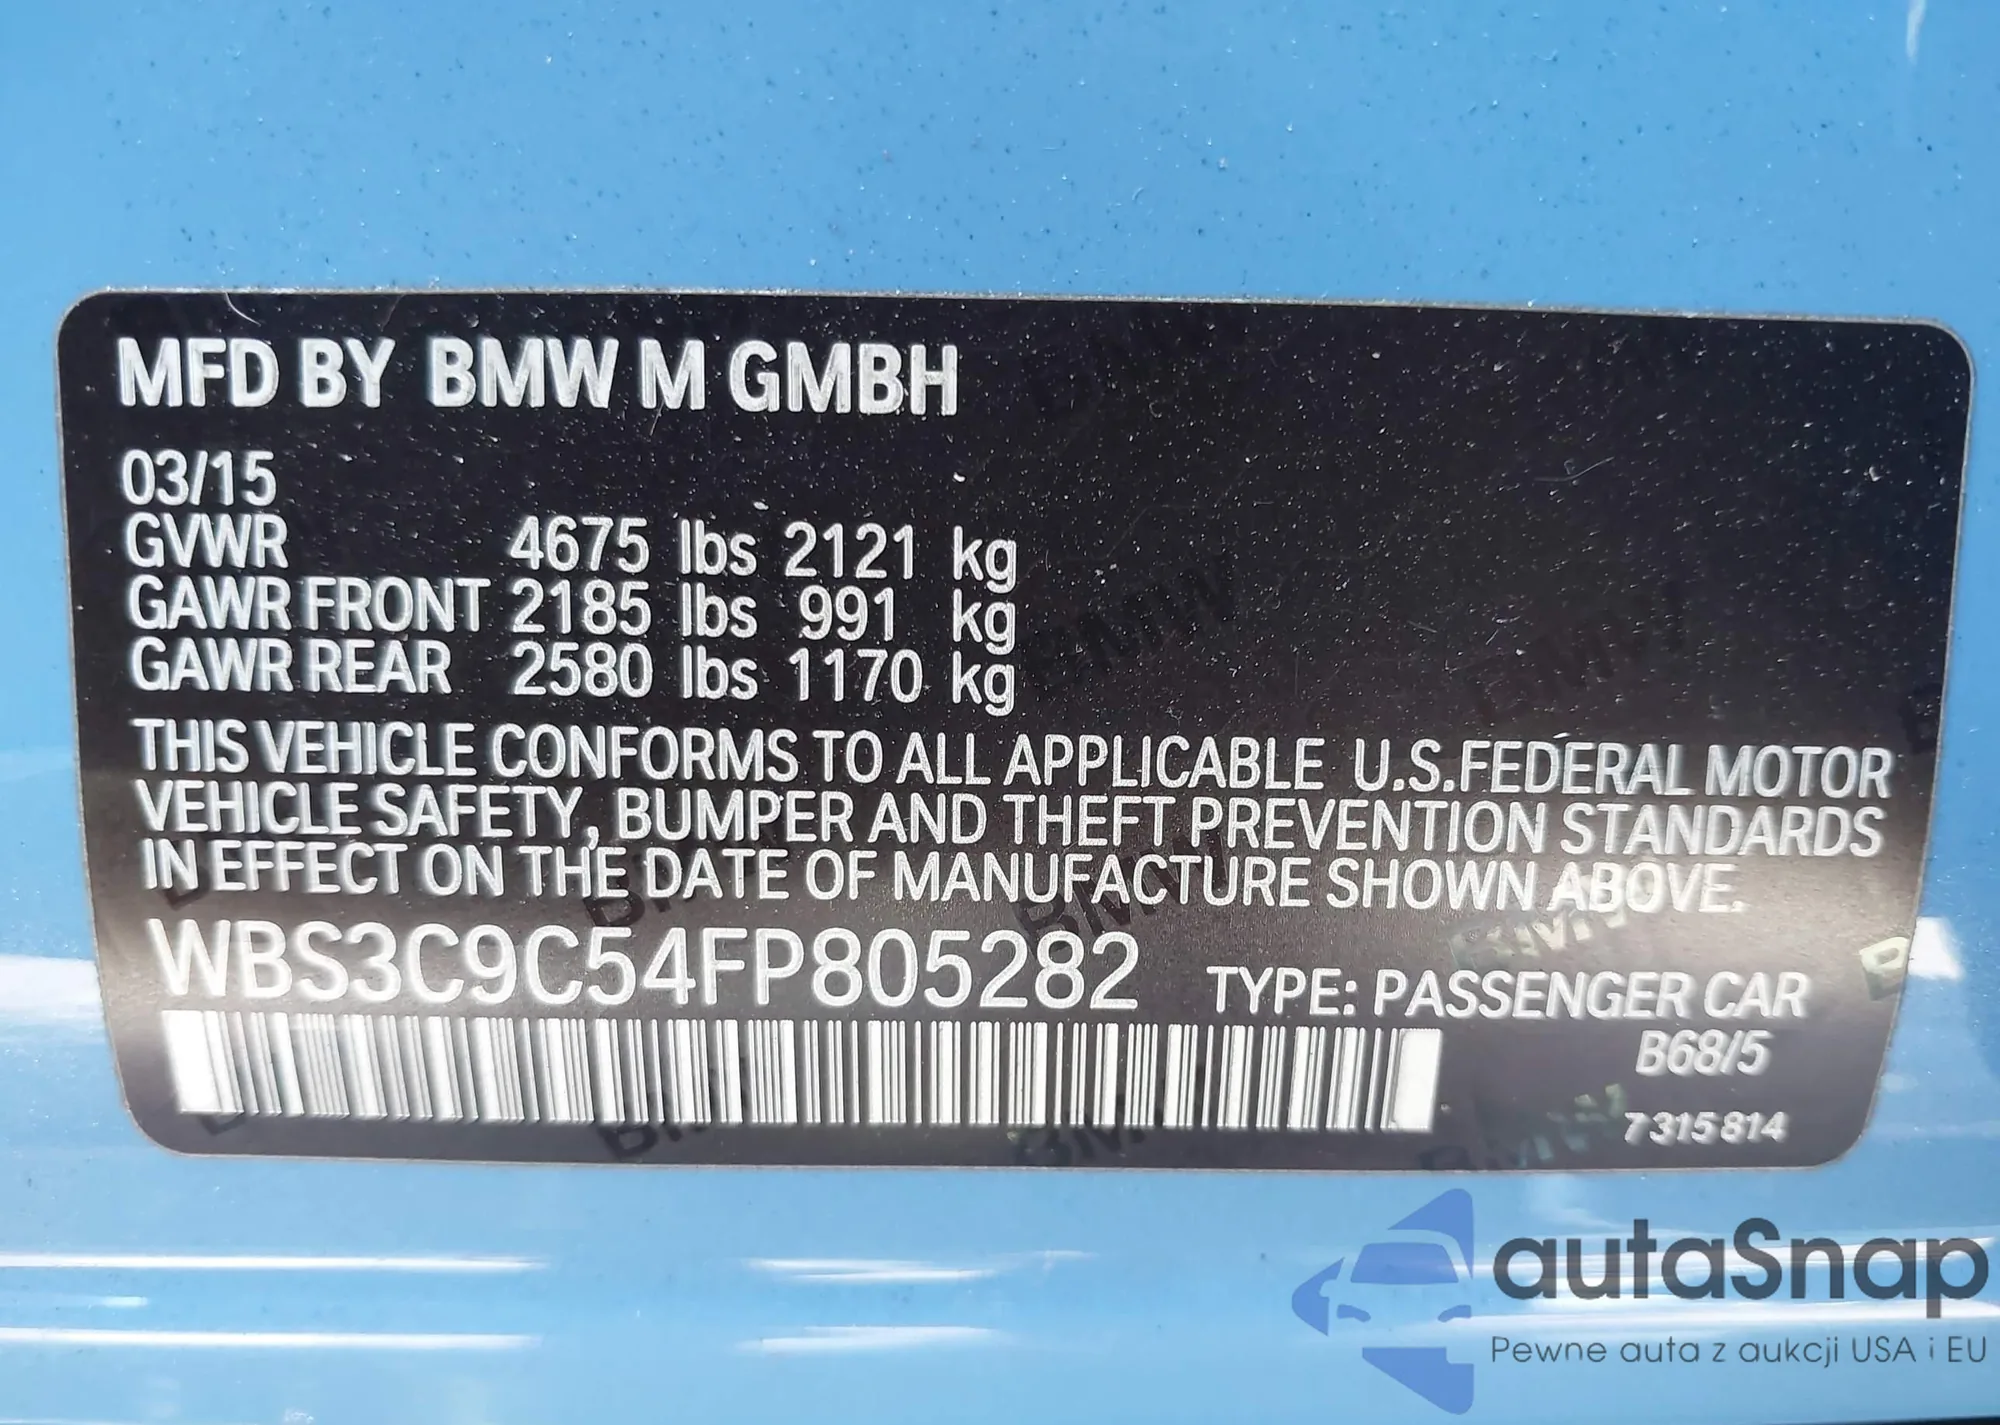 MFD BY BMW M GMBH
03/15
GVWR 4675 lbs 2121 kg
GAWR FRONT 2185 lbs 991 kg
GAWR REAR 2580 lbs 1170 kg
THIS VEHICLE CONFORMS TO ALL APPLICABLE U.S.FEDERAL MOTOR
VEHICLE SAFETY, BUMPER AND THEFT PREVENTION STANDARDS
IN EFFECT ON THE DATE OF MANUFACTURE SHOWN ABOVE.
WBS3C9C54FP805282 TYPE: PASSENGER CAR
B68/5
7315814
autaSnap
Pewne auta z aukcji USA i EU